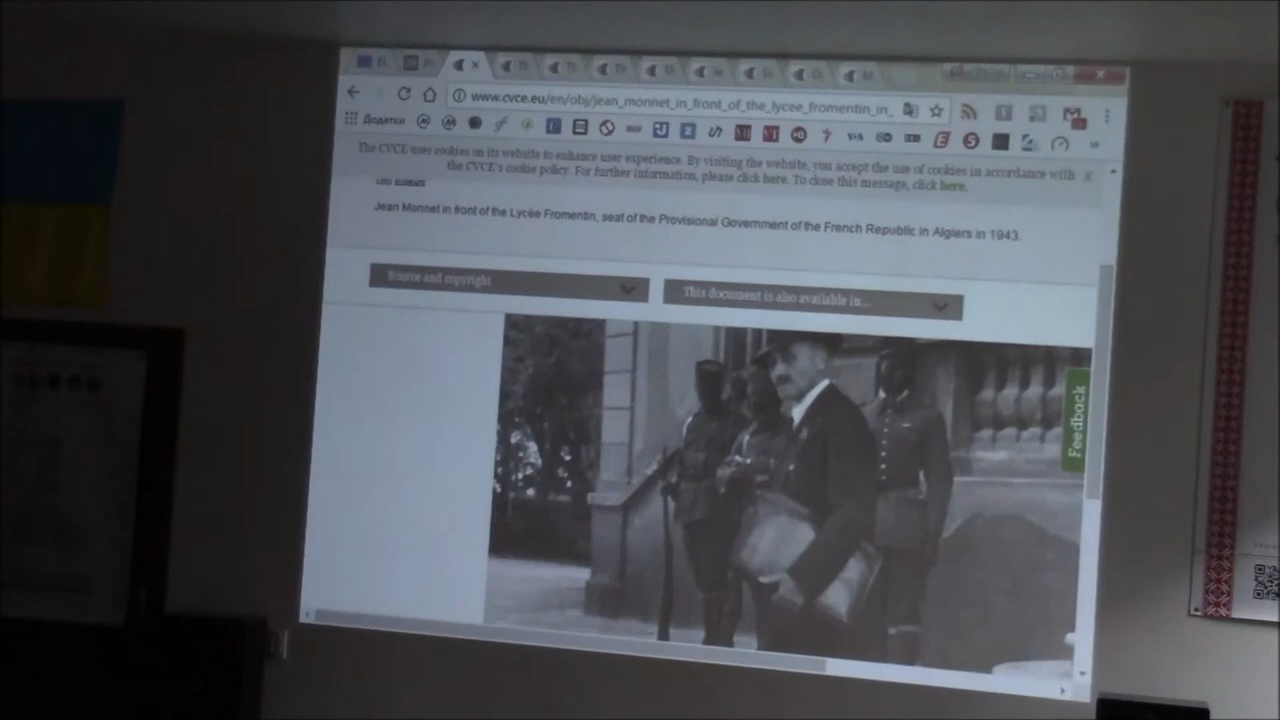 www.cvce.eu/en/obj/jean_monnet_in_front_of_the_lycee_fromentin_in_
Додатки
The CVCE uses cookies on its website to enhance user experience. By visiting the website, you accept the use of cookies in accordance with
the CVCE's cookie policy. For further information, please click here. To close this message, click here.
Jean Monnet in front of the Lycée Fromentin, seat of the Provisional Government of the French Republic in Algiers in 1943.
Source and copyright
This document is also available in...
Feedback